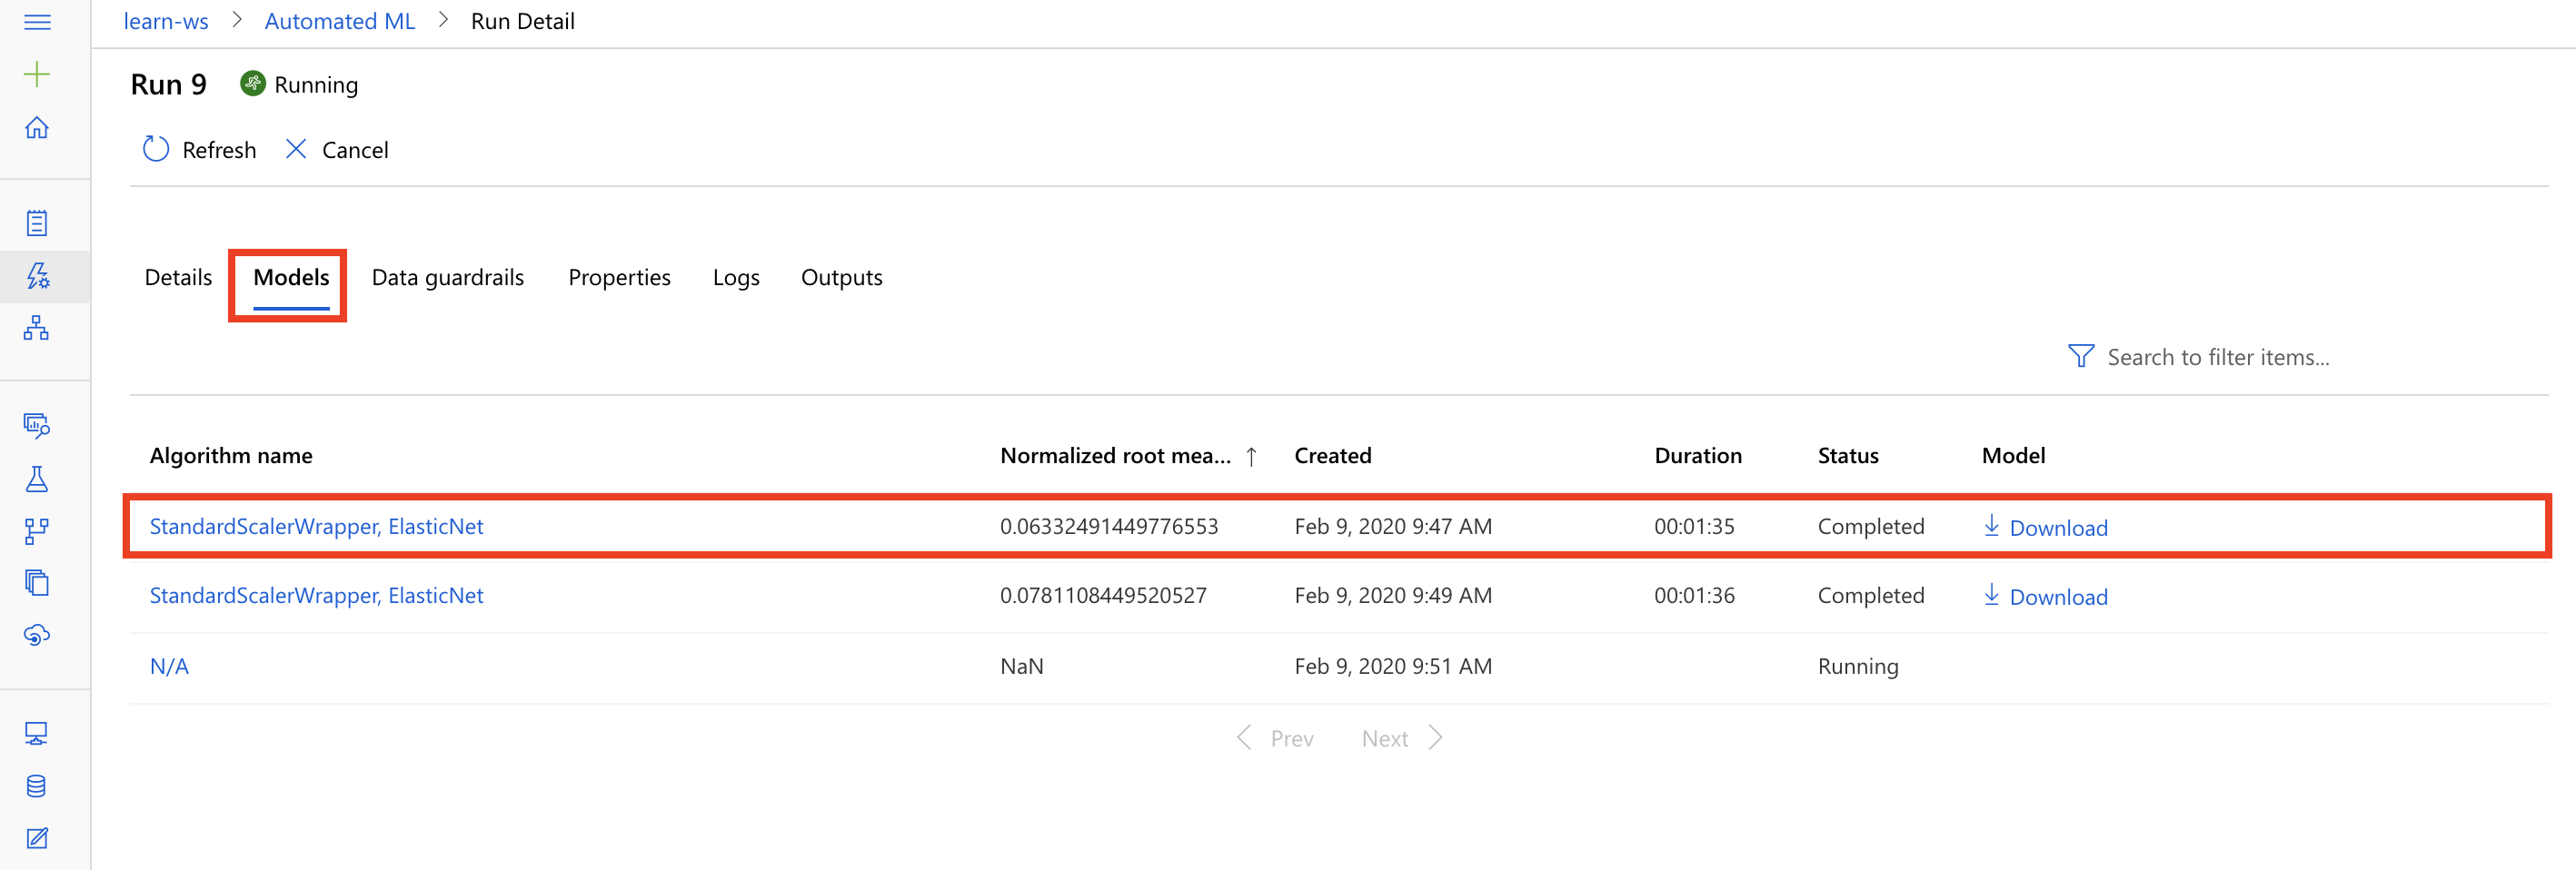 learn-ws > Automated ML > Run Detail
Run 9 Running
Refresh Cancel
Details Models Data guardrails Properties Logs Outputs
Search to filter items...
Algorithm name Normalized root mea... ↑ Created Duration Status Model
StandardScalerWrapper, ElasticNet 0.06332491449776553 Feb 9, 2020 9:47 AM 00:01:35 Completed Download
StandardScalerWrapper, ElasticNet 0.0781108449520527 Feb 9, 2020 9:49 AM 00:01:36 Completed Download
N/A NaN Feb 9, 2020 9:51 AM Running
< Prev Next >